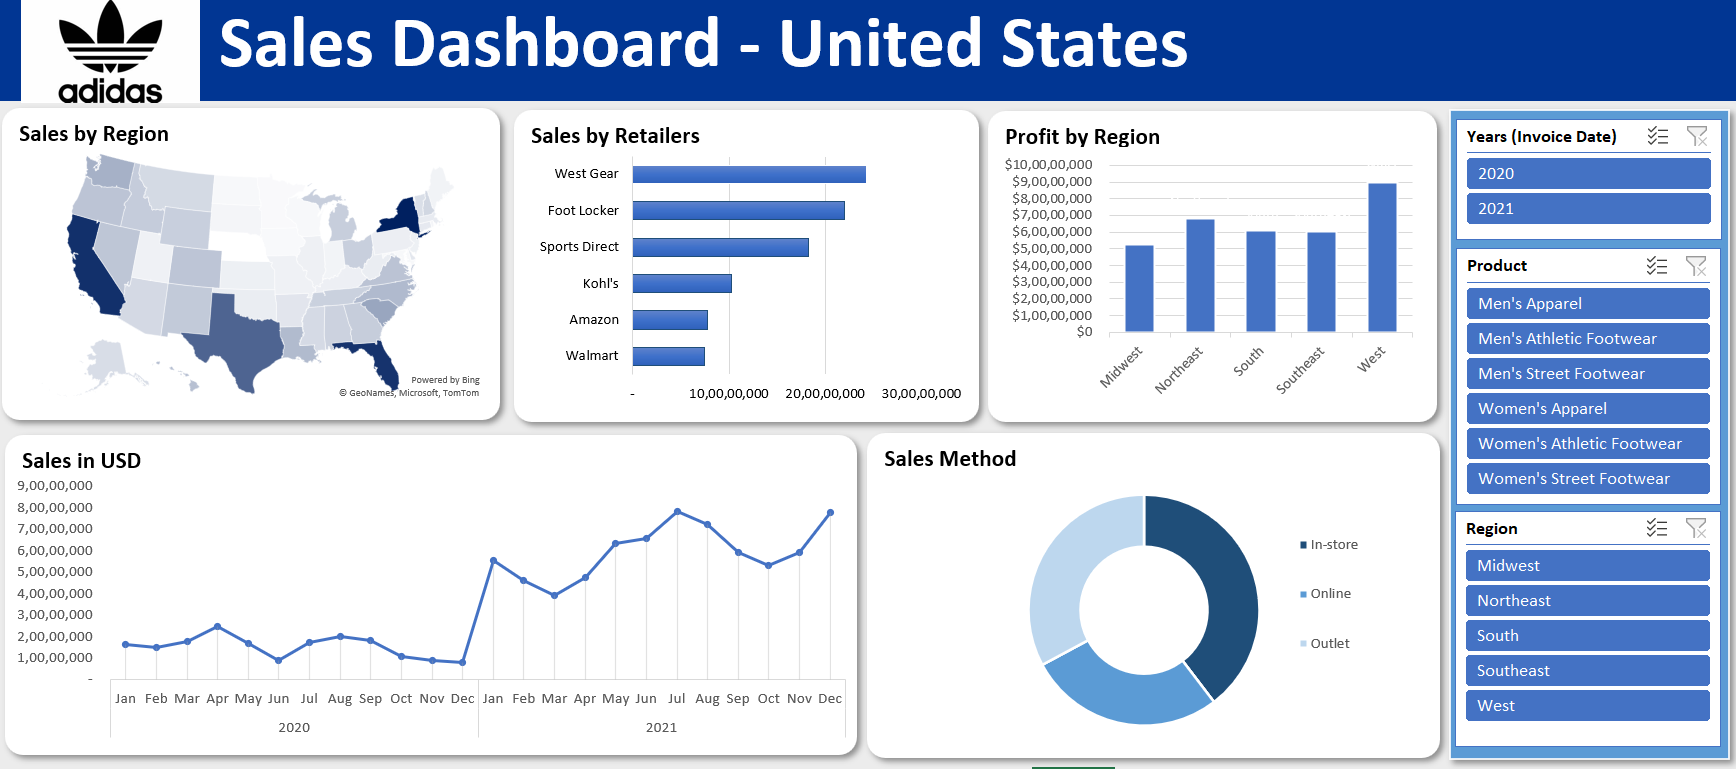 adidas
Sales Dashboard - United States
Sales by Region
Powered by Bing
© GeoNames, Microsoft, TomTom
Sales by Retailers
West Gear
Foot Locker
Sports Direct
Kohl's
Amazon
Walmart
- 10,00,00,000 20,00,00,000 30,00,00,000
Profit by Region
$10,00,00,000
$9,00,00,000
$8,00,00,000
$7,00,00,000
$6,00,00,000
$5,00,00,000
$4,00,00,000
$3,00,00,000
$2,00,00,000
$1,00,00,000
$0
Midwest Northeast South Southeast West
Sales in USD
9,00,00,000
8,00,00,000
7,00,00,000
6,00,00,000
5,00,00,000
4,00,00,000
3,00,00,000
2,00,00,000
1,00,00,000
-
Jan Feb Mar Apr May Jun Jul Aug Sep Oct Nov Dec Jan Feb Mar Apr May Jun Jul Aug Sep Oct Nov Dec
2020 2021
Sales Method
In-store
Online
Outlet
Years (Invoice Date)
2020
2021
Product
Men's Apparel
Men's Athletic Footwear
Men's Street Footwear
Women's Apparel
Women's Athletic Footwear
Women's Street Footwear
Region
Midwest
Northeast
South
Southeast
West